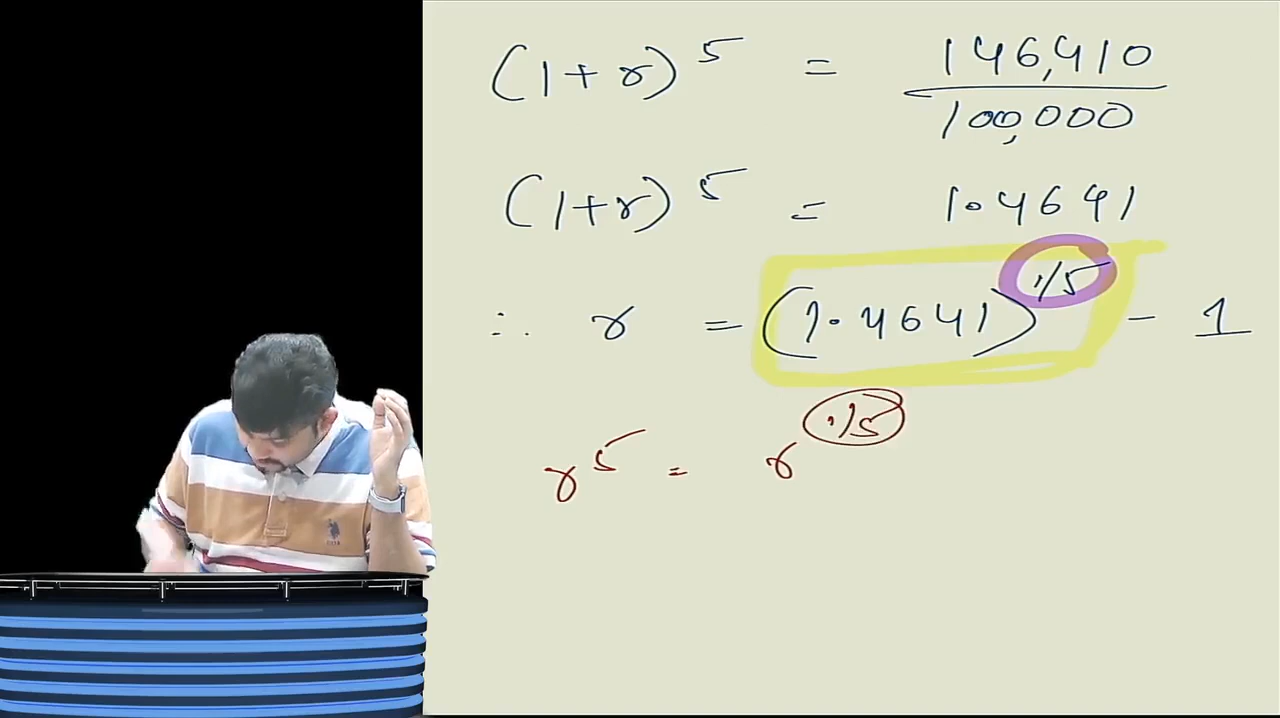 (1+r)^5 = 146,410/100,000
(1+r)^5 = 1.4641
∴ r = (1.4641)^1/5 - 1
r^5 = r^1/5